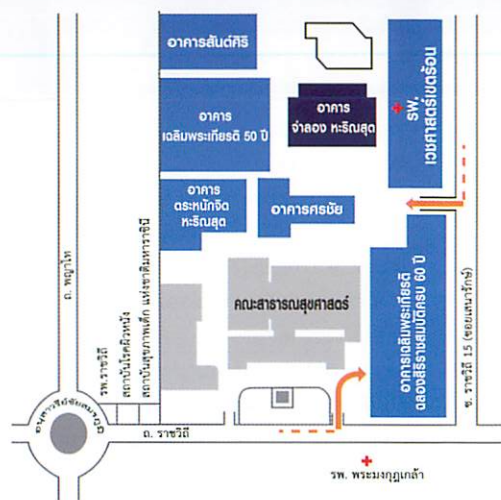 อาคารสันต์ศิริ
อาคาร
เฉลิมพระเกียรติ 50 ปี
อาคาร
จำลอง หะริณสุต
รพ.
เวชศาสตร์เขตร้อน
อาคาร
ตระหนักจิต
หะริณสุต
อาคารศรชัย
คณะสาธารณสุขศาสตร์
อาคารเฉลิมพระเกียรติ
ฉลองสิริราชสมบัติครบ 60 ปี
ถ. พญาไท
รพ.ราชวิถี
สถาบันโรคผิวหนัง
สถาบันสุขภาพเด็ก แห่งชาติมหาราชินี
ซ. ราชวิถี 15 (ซอยเสนารักษ์)
อนุสาวรีย์ชัยสมรภูมิ
ถ. ราชวิถี
รพ. พระมงกุฎเกล้า